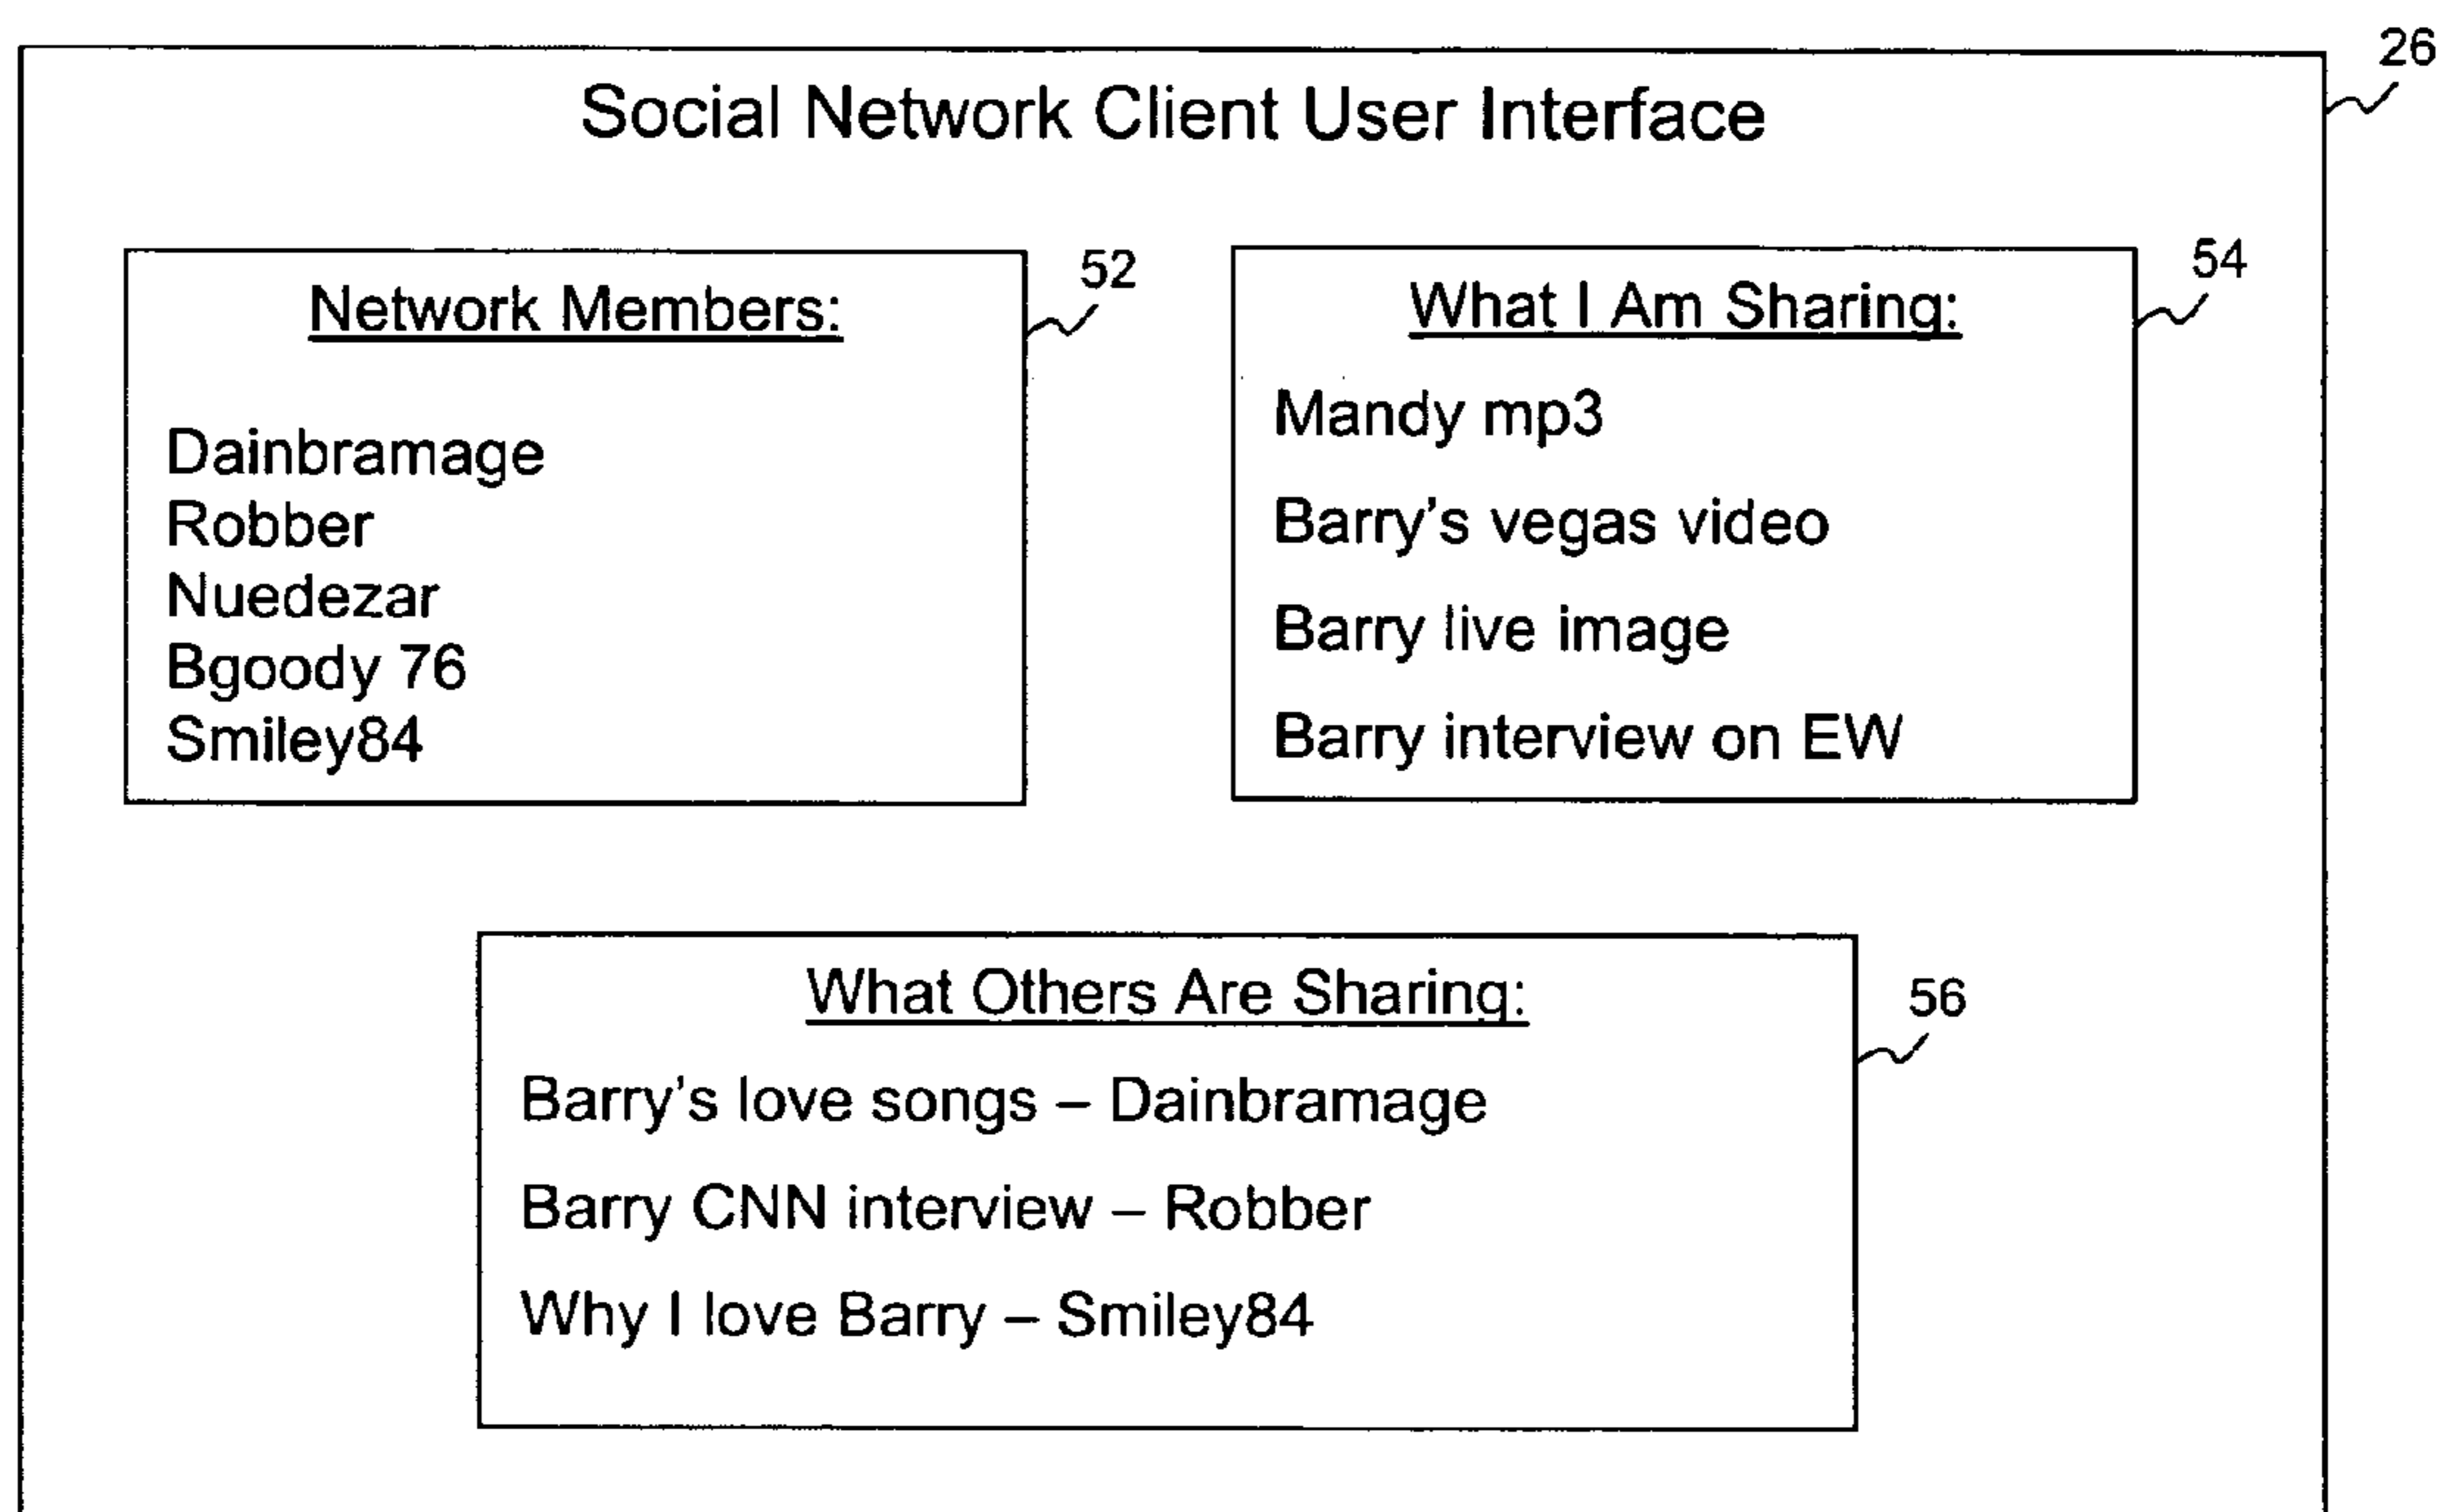 26
Social Network Client User Interface
52
Network Members:
Dainbramage
Robber
Nuedezar
Bgoody 76
Smiley84
54
What I Am Sharing:
Mandy mp3
Barry's vegas video
Barry live image
Barry interview on EW
56
What Others Are Sharing:
Barry's love songs – Dainbramage
Barry CNN interview – Robber
Why I love Barry – Smiley84